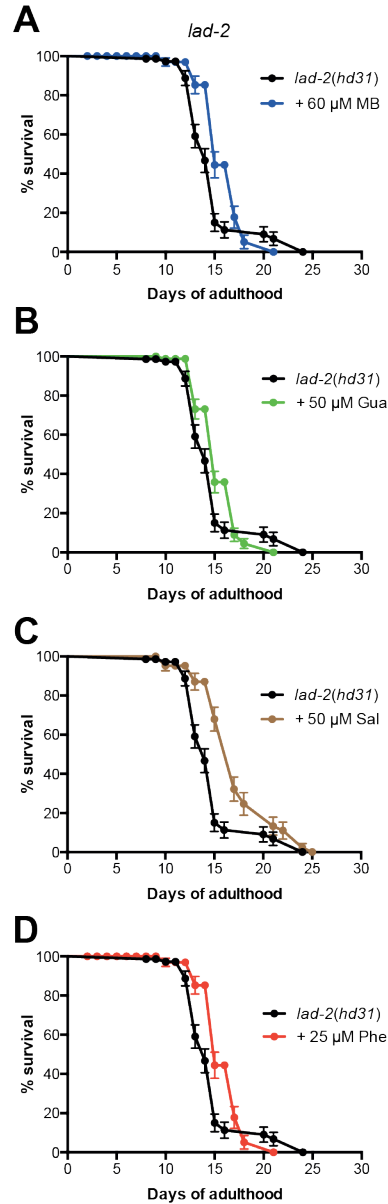 A
lad-2
100
80
60
40
20
0
% survival
lad-2(hd31)
+ 60 µM MB
0 5 10 15 20 25 30
Days of adulthood
B
100
80
60
40
20
0
% survival
lad-2(hd31)
+ 50 µM Gua
0 5 10 15 20 25 30
Days of adulthood
C
100
80
60
40
20
0
% survival
lad-2(hd31)
+ 50 µM Sal
0 5 10 15 20 25 30
Days of adulthood
D
100
80
60
40
20
0
% survival
lad-2(hd31)
+ 25 µM Phe
0 5 10 15 20 25 30
Days of adulthood